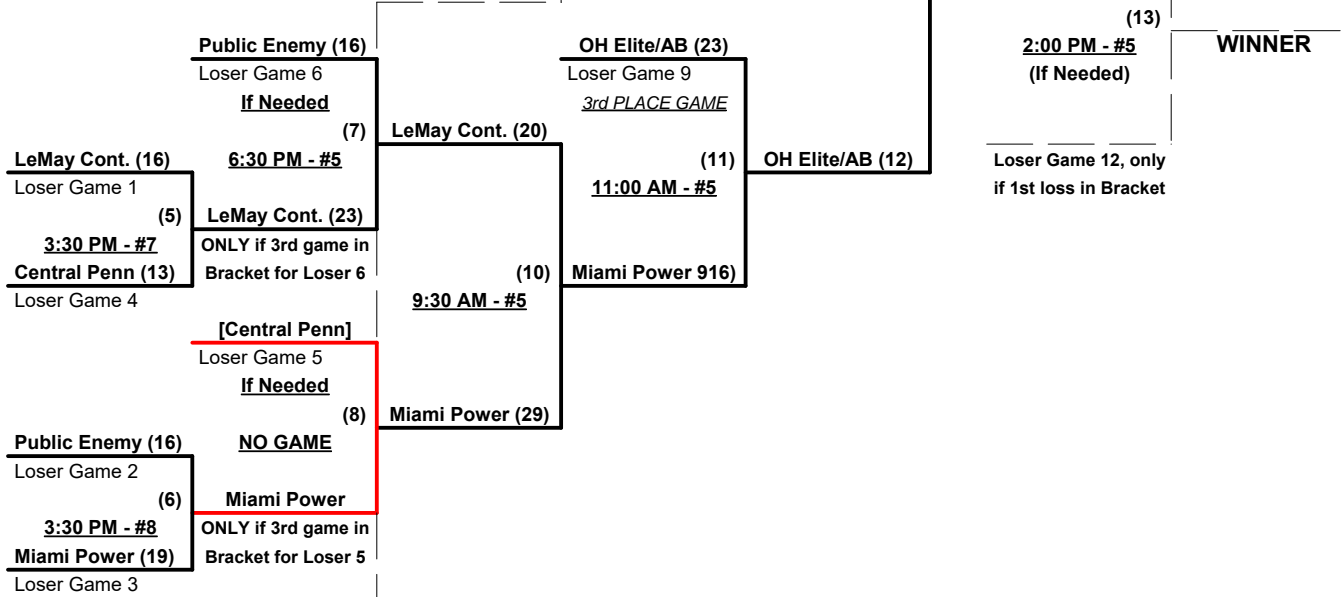 Public Enemy (16)
Loser Game 6
If Needed
(7)
6:30 PM - #5
LeMay Cont. (16)
Loser Game 1
(5)
3:30 PM - #7
Central Penn (13)
Loser Game 4
LeMay Cont. (23)
ONLY if 3rd game in
Bracket for Loser 6
[Central Penn]
Loser Game 5
If Needed
(8)
NO GAME
Public Enemy (16)
Loser Game 2
(6)
3:30 PM - #8
Miami Power (19)
Loser Game 3
Miami Power
ONLY if 3rd game in
Bracket for Loser 5
LeMay Cont. (20)
(10)
9:30 AM - #5
Miami Power (29)
OH Elite/AB (23)
Loser Game 9
3rd PLACE GAME
(11)
11:00 AM - #5
Miami Power 916)
OH Elite/AB (12)
(13)
2:00 PM - #5
(If Needed)
Loser Game 12, only
if 1st loss in Bracket
WINNER